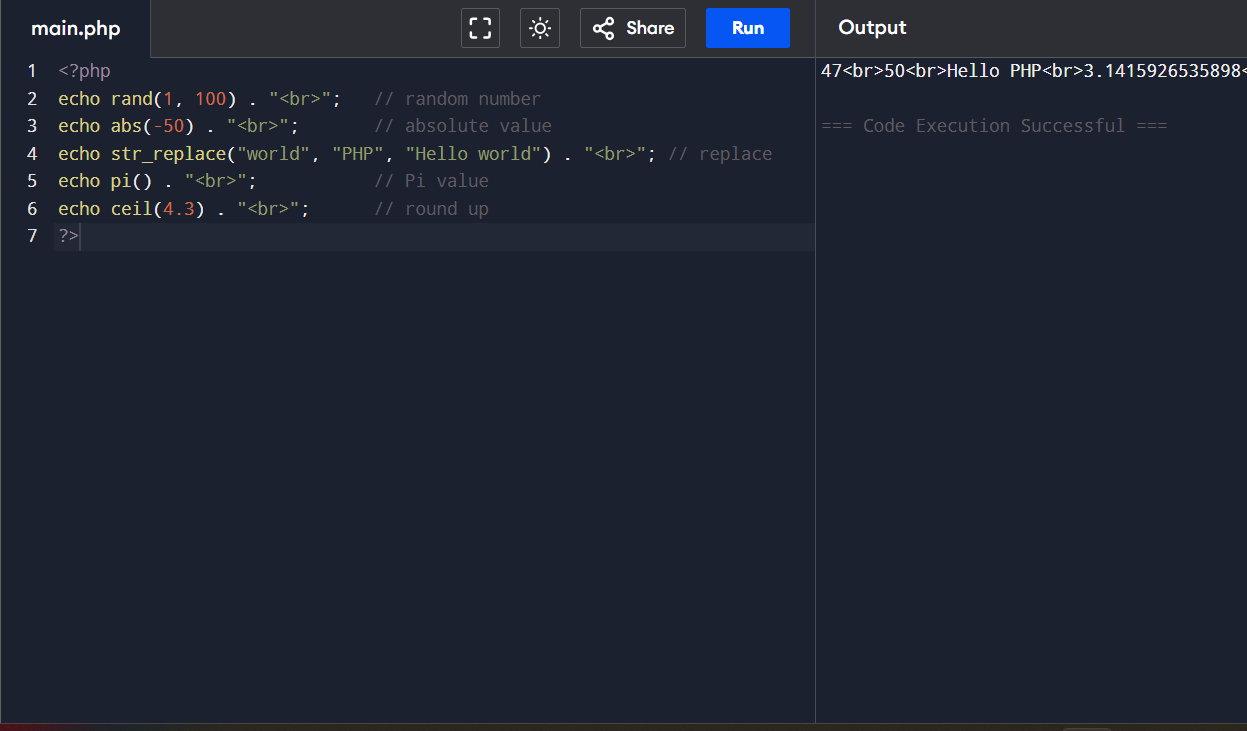 main.php
Share
Run
Output
1 <?php
2 echo rand(1, 100) . "<br>";   // random number
3 echo abs(-50) . "<br>";       // absolute value
4 echo str_replace("world", "PHP", "Hello world") . "<br>"; // replace
5 echo pi() . "<br>";           // Pi value
6 echo ceil(4.3) . "<br>";      // round up
7 ?>
47<br>50<br>Hello PHP<br>3.1415926535898<
=== Code Execution Successful ===